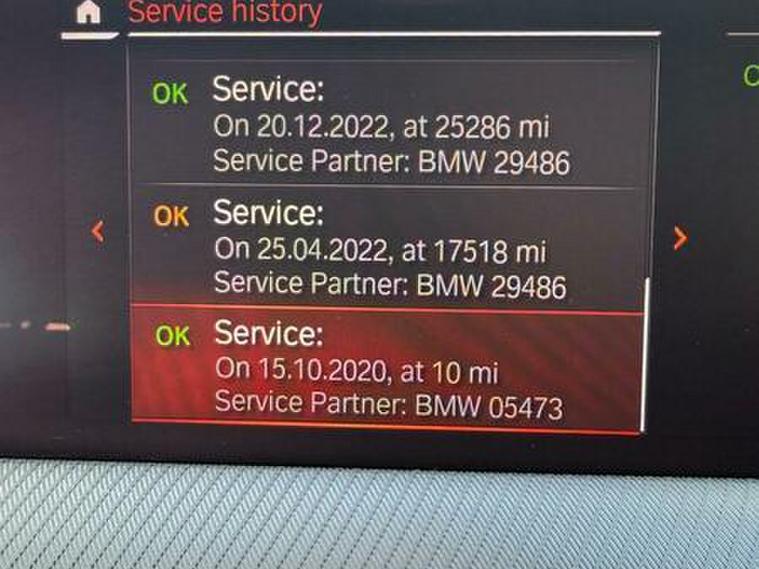 Service history
OK Service:
On 20.12.2022, at 25286 mi
Service Partner: BMW 29486
OK Service:
On 25.04.2022, at 17518 mi
Service Partner: BMW 29486
OK Service:
On 15.10.2020, at 10 mi
Service Partner: BMW 05473